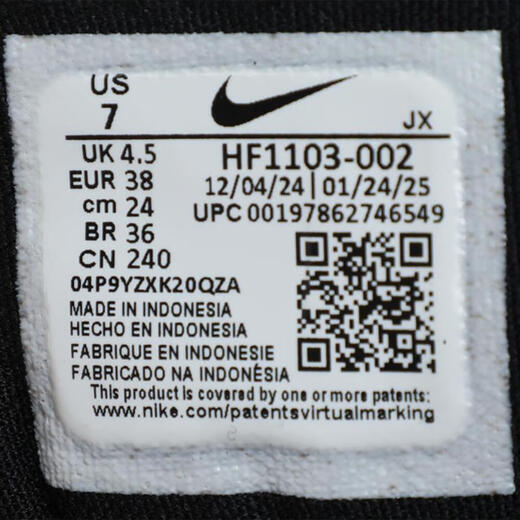 US
7
JX
UK 4.5
EUR 38
cm 24
BR 36
CN 240
HF1103-002
12/04/24|01/24/25
UPC 00197862746549
04P9YZXK20QZA
MADE IN INDONESIA
HECHO EN INDONESIA
FABRIQUE EN INDONESIE
FABRICADO NA INDONÉSIA
This product is covered by one or more patents:
www.nike.com/patentsvirtualmarking